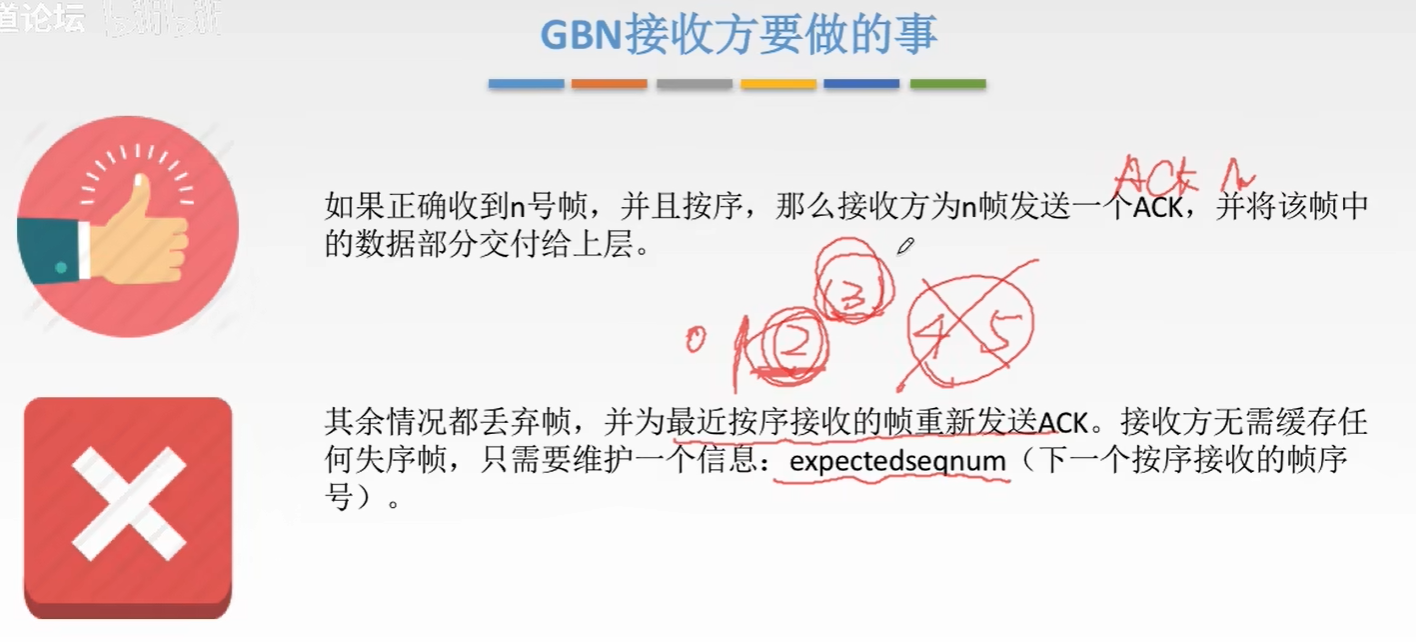 道论坛
GBN接收方要做的事
ACK n
如果正确收到n号帧，并且按序，那么接收方为n帧发送一个ACK，并将该帧中
的数据部分交付给上层。
0 1 2 3 4 5
其余情况都丢弃帧，并为最近按序接收的帧重新发送ACK。接收方无需缓存任
何失序帧，只需要维护一个信息：expectedseqnum（下一个按序接收的帧序
号）。